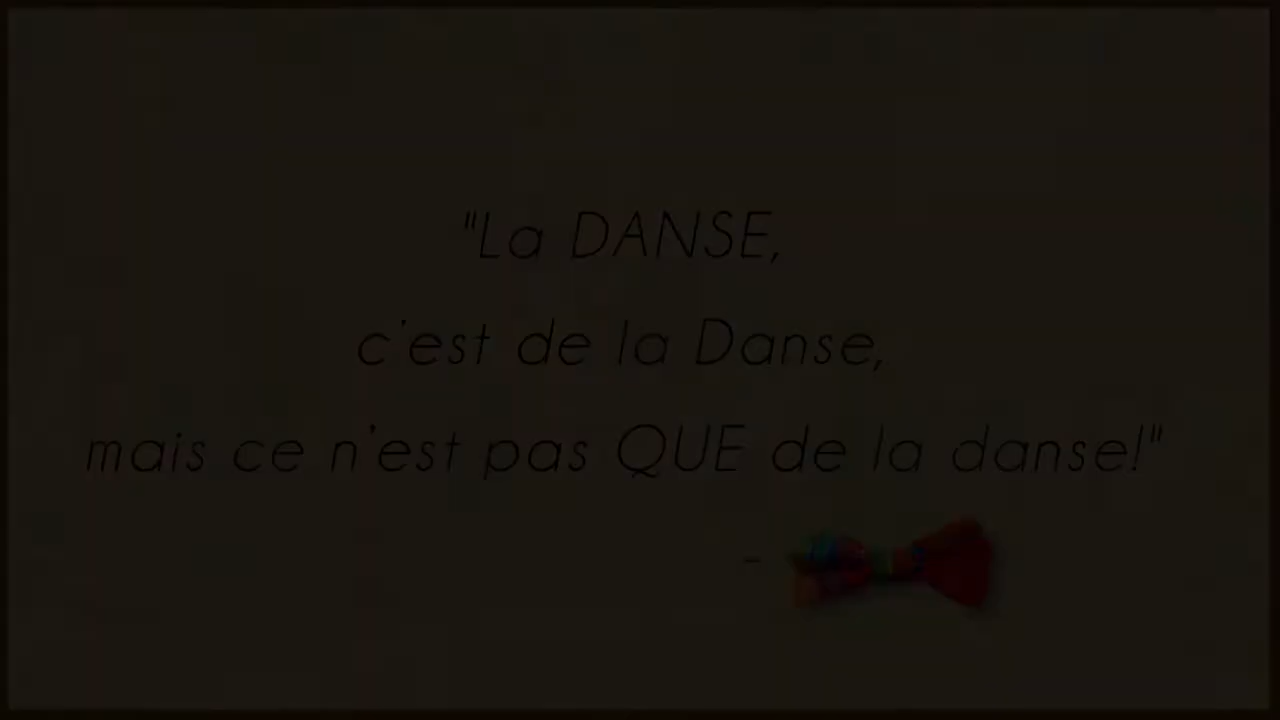 "La DANSE,
c'est de la Danse,
mais ce n'est pas QUE de la danse!"
-